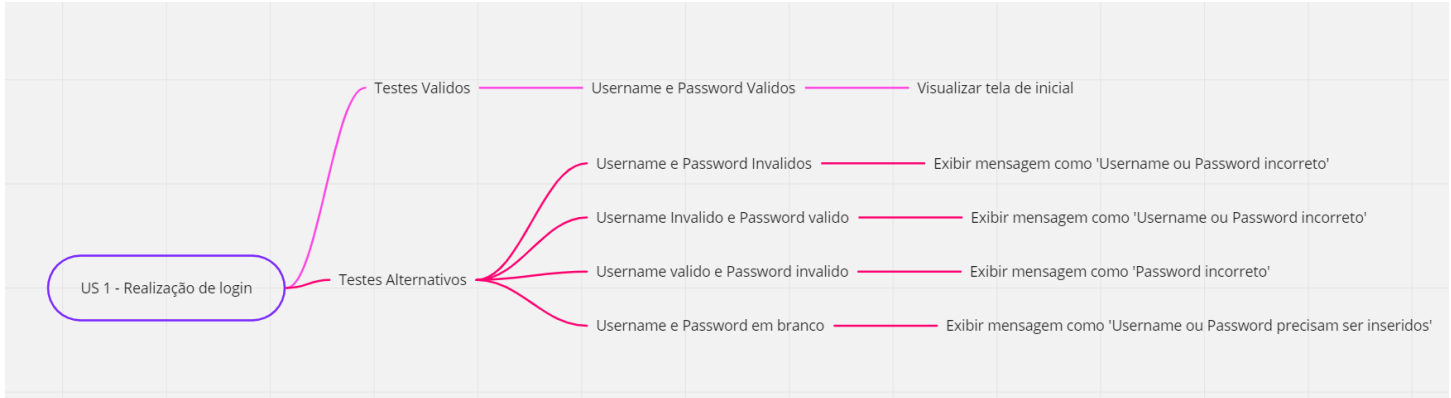 Testes Validos
Username e Password Validos
Visualizar tela de inicial
Username e Password Invalidos
Exibir mensagem como 'Username ou Password incorreto'
Username Invalido e Password valido
Exibir mensagem como 'Username ou Password incorreto'
US 1 - Realização de login
Testes Alternativos
Username valido e Password invalido
Exibir mensagem como 'Password incorreto'
Username e Password em branco
Exibir mensagem como 'Username ou Password precisam ser inseridos'